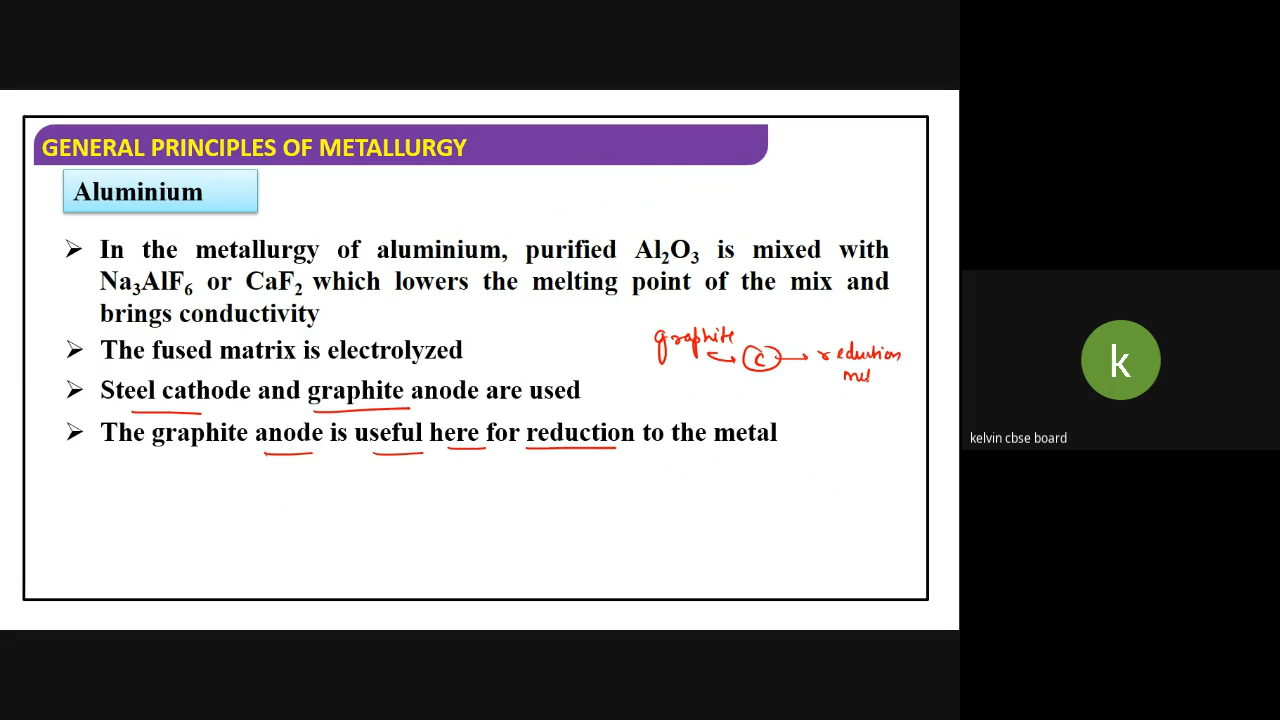 GENERAL PRINCIPLES OF METALLURGY
Aluminium
➢ In the metallurgy of aluminium, purified Al₂O₃ is mixed with
Na₃AlF₆ or CaF₂ which lowers the melting point of the mix and
brings conductivity
➢ The fused matrix is electrolyzed
graphite
C → reduction
➢ Steel cathode and graphite anode are used
➢ The graphite anode is useful here for reduction to the metal
k
kelvin cbse board